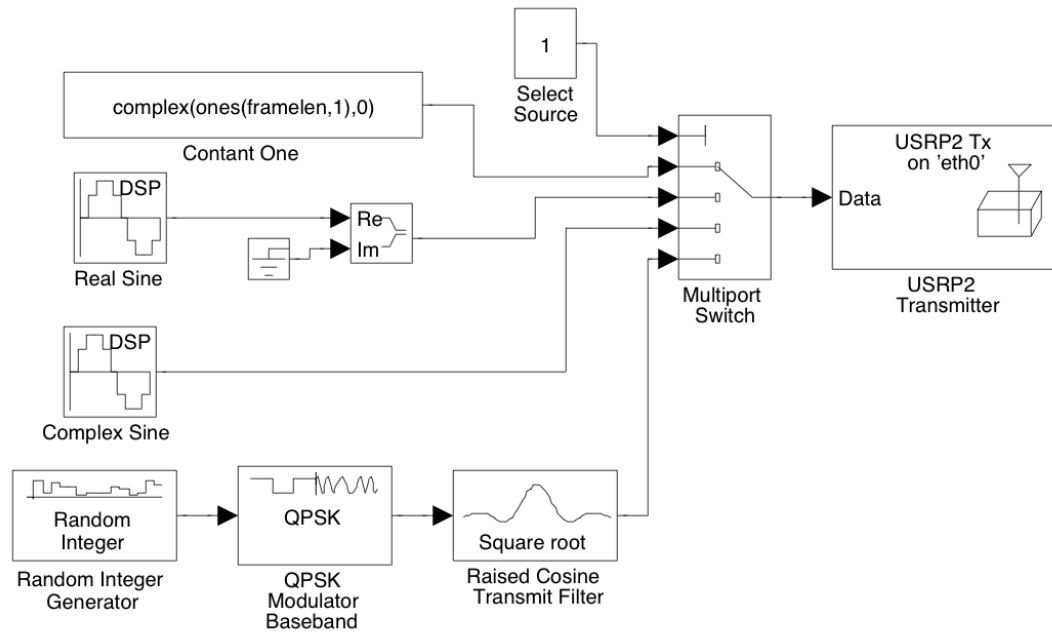 1
Select
Source
complex(ones(framelen,1),0)
Contant One
DSP
Real Sine
Re
Im
DSP
Complex Sine
Multiport
Switch
USRP2 Tx
on 'eth0'
Data
USRP2
Transmitter
Random
Integer
Random Integer
Generator
QPSK
QPSK
Modulator
Baseband
Square root
Raised Cosine
Transmit Filter